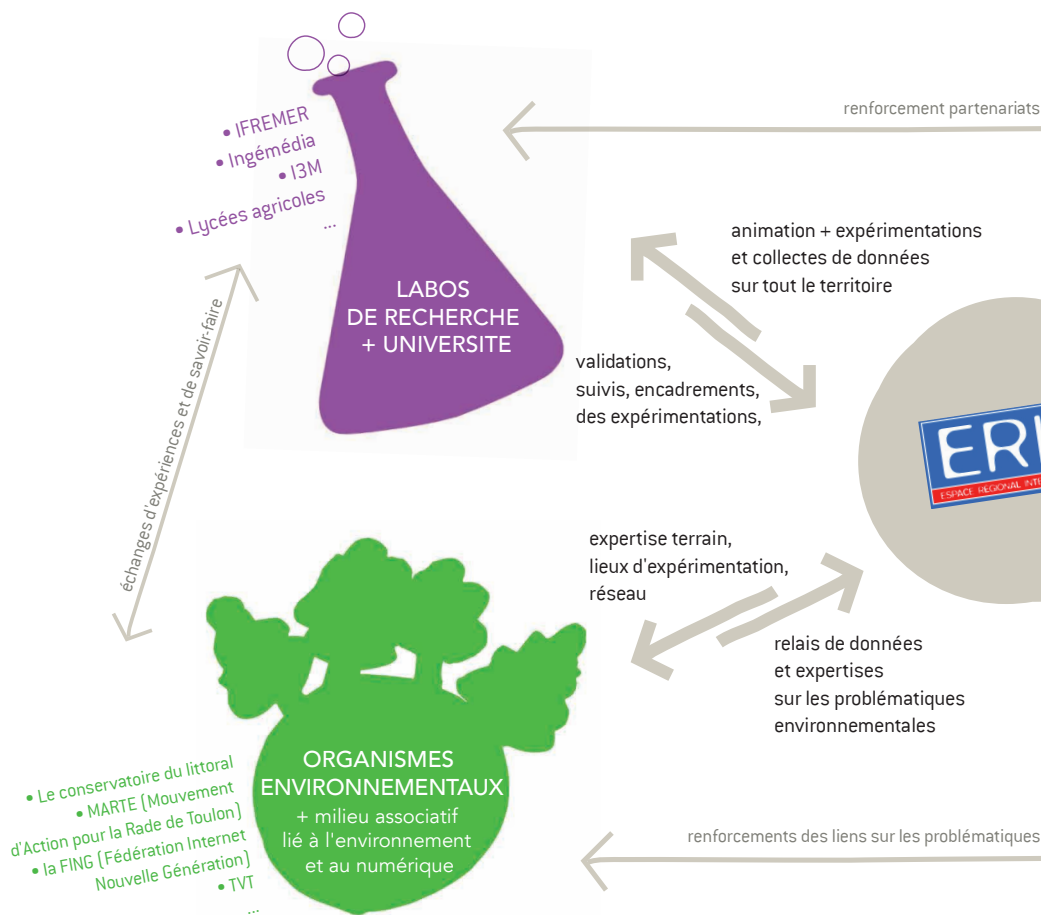 renforcement partenariats
• IFREMER
• Ingémédia
• I3M
• Lycées agricoles
...
LABOS
DE RECHERCHE
+ UNIVERSITE
animation + expérimentations
et collectes de données
sur tout le territoire
validations,
suivis, encadrements,
des expérimentations,
échanges d'expériences et de savoir-faire
ERI
ESPACE RÉGIONAL INTE
expertise terrain,
lieux d'expérimentation,
réseau
relais de données
et expertises
sur les problématiques
environnementales
ORGANISMES
ENVIRONNEMENTAUX
+ milieu associatif
lié à l'environnement
et au numérique
• Le conservatoire du littoral
• MARTE (Mouvement
d'Action pour la Rade de Toulon)
• la FING (Fédération Internet
Nouvelle Génération)
• TVT
...
renforcements des liens sur les problématiques